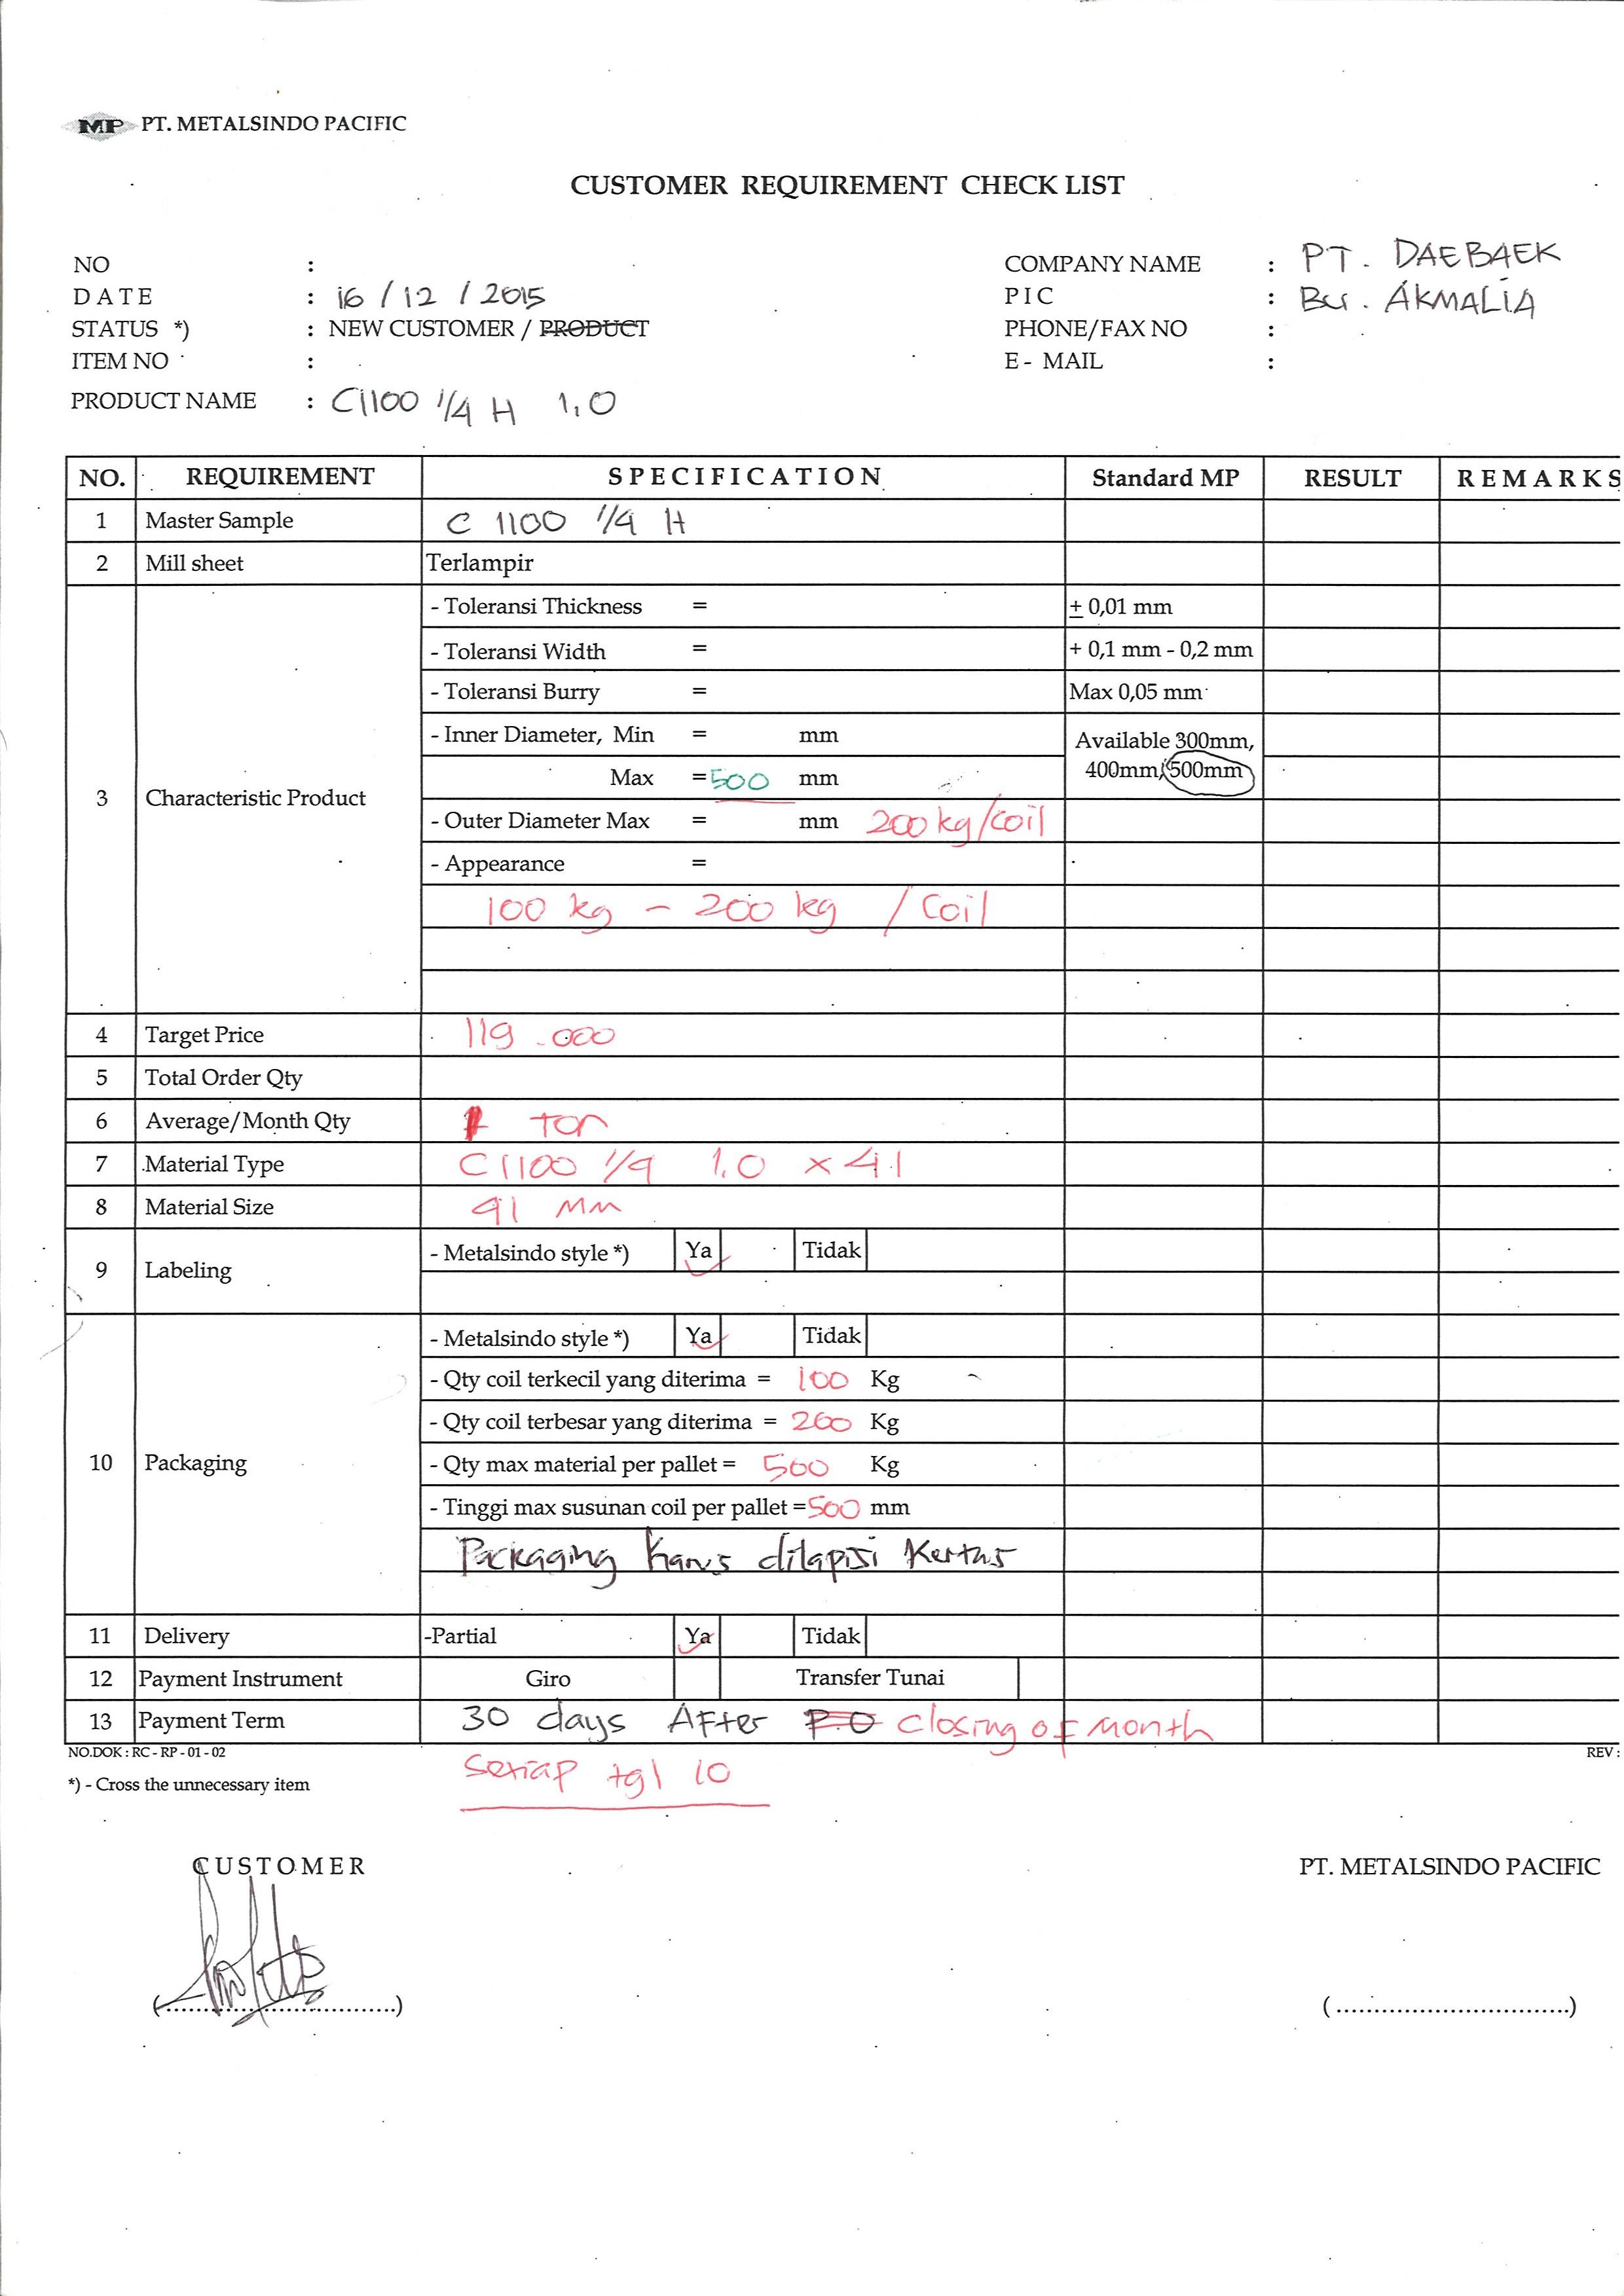 MP PT. METALSINDO PACIFIC
CUSTOMER REQUIREMENT CHECK LIST
NO : COMPANY NAME : PT. DAEBAEK
DATE : 16 / 12 / 2015 PIC : Bu. AKMALIA
STATUS *) : NEW CUSTOMER / PRODUCT PHONE/FAX NO :
ITEM NO : E - MAIL :
PRODUCT NAME : C1100 1/4 H 1,0
NO. REQUIREMENT SPECIFICATION Standard MP RESULT REMARKS
1 Master Sample C 1100 1/4 H
2 Mill sheet Terlampir
3 Characteristic Product
- Toleransi Thickness = ± 0,01 mm
- Toleransi Width = + 0,1 mm - 0,2 mm
- Toleransi Burry = Max 0,05 mm
- Inner Diameter, Min = mm Available 300mm,
Max = 500 mm 400mm, 500mm
- Outer Diameter Max = mm 200 kg/coil
- Appearance =
100 kg - 200 kg / Coil
4 Target Price 119.000
5 Total Order Qty
6 Average/Month Qty 1 Ton
7 Material Type C1100 1/4 1.0 x 41
8 Material Size 41 MM
9 Labeling - Metalsindo style *) Ya Tidak
10 Packaging
- Metalsindo style *) Ya Tidak
- Qty coil terkecil yang diterima = 100 Kg
- Qty coil terbesar yang diterima = 200 Kg
- Qty max material per pallet = 500 Kg
- Tinggi max susunan coil per pallet = 500 mm
Packaging harus dilapisi Kertas
11 Delivery -Partial Ya Tidak
12 Payment Instrument Giro Transfer Tunai
13 Payment Term 30 days AFter P.O closing of month
NO.DOK : RC - RP - 01 - 02 REV :
setiap tgl 10
*) - Cross the unnecessary item
CUSTOMER PT. METALSINDO PACIFIC
(..............................) (..............................)